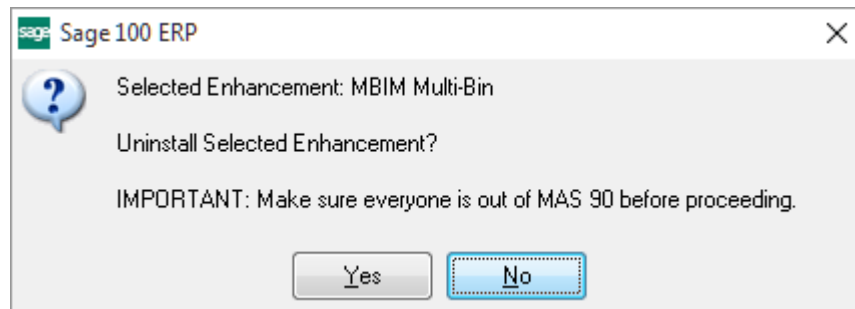 sage Sage 100 ERP
Selected Enhancement: MBIM Multi-Bin
Uninstall Selected Enhancement?
IMPORTANT: Make sure everyone is out of MAS 90 before proceeding.
Yes No